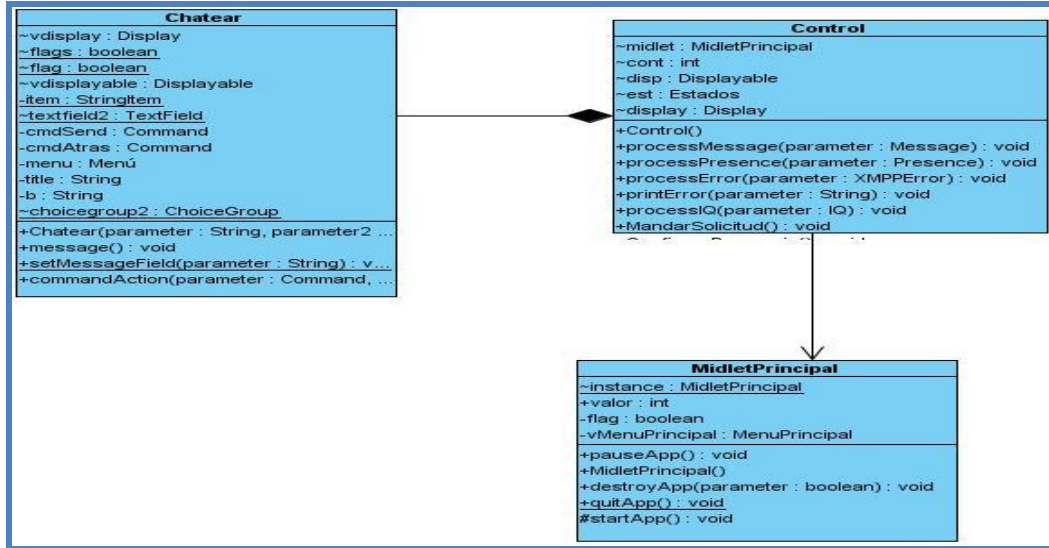 Chatear
~vdisplay : Display
~flags : boolean
~flag : boolean
~vdisplayable : Displayable
-item : StringItem
~textfield2 : TextField
-cmdSend : Command
-cmdAtras : Command
-menu : Menú
-title : String
-b : String
~choicegroup2 : ChoiceGroup
+Chatear(parameter : String, parameter2 ...
+message() : void
+setMessageField(parameter : String) : v...
+commandAction(parameter : Command, ...
Control
~midlet : MidletPrincipal
~cont : int
~disp : Displayable
~est : Estados
~display : Display
+Control()
+processMessage(parameter : Message) : void
+processPresence(parameter : Presence) : void
+processError(parameter : XMPPError) : void
+printError(parameter : String) : void
+processIQ(parameter : IQ) : void
+MandarSolicitud() : void
MidletPrincipal
~instance : MidletPrincipal
+valor : int
-flag : boolean
-vMenuPrincipal : MenuPrincipal
+pauseApp() : void
+MidletPrincipal()
+destroyApp(parameter : boolean) : void
+quitApp() : void
#startApp() : void